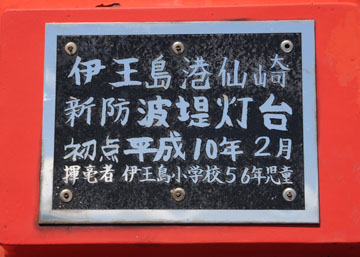 伊王島港仙崎
新防波堤灯台
初点平成10年2月
揮毫者 伊王島小学校56年児童